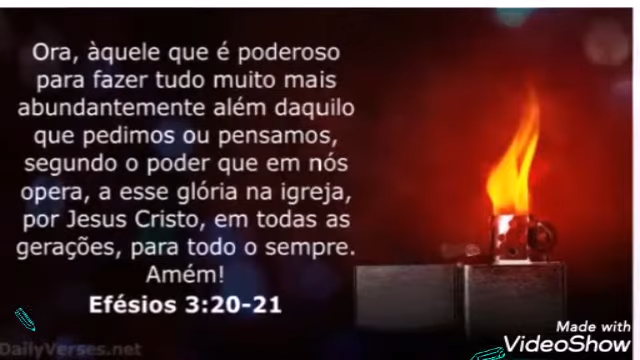 Ora, àquele que é poderoso
para fazer tudo muito mais
abundantemente além daquilo
que pedimos ou pensamos,
segundo o poder que em nós
opera, a esse glória na igreja,
por Jesus Cristo, em todas as
gerações, para todo o sempre.
Amém!
Efésios 3:20-21
DailyVerses.net
Made with
VideoShow